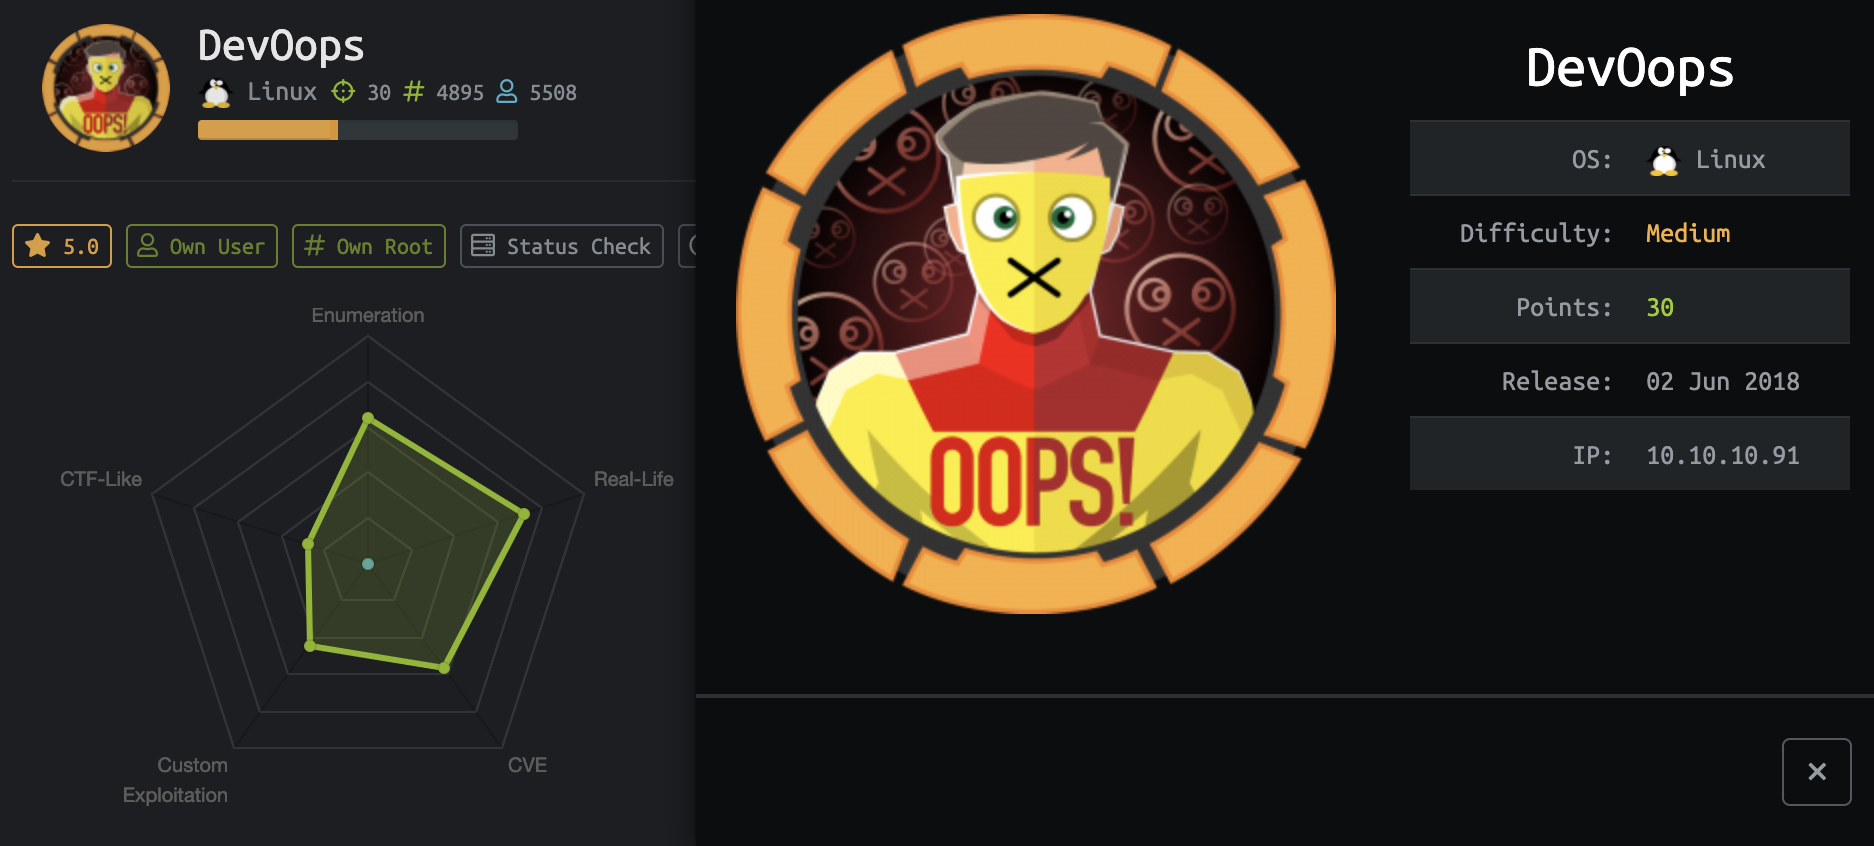 DevOops
Linux 30 # 4895 5508
OOPS!
5.0 Own User # Own Root Status Check
Enumeration
Real-Life
CTF-Like
CVE
Custom
Exploitation
OOPS!
DevOops
OS: Linux
Difficulty: Medium
Points: 30
Release: 02 Jun 2018
IP: 10.10.10.91